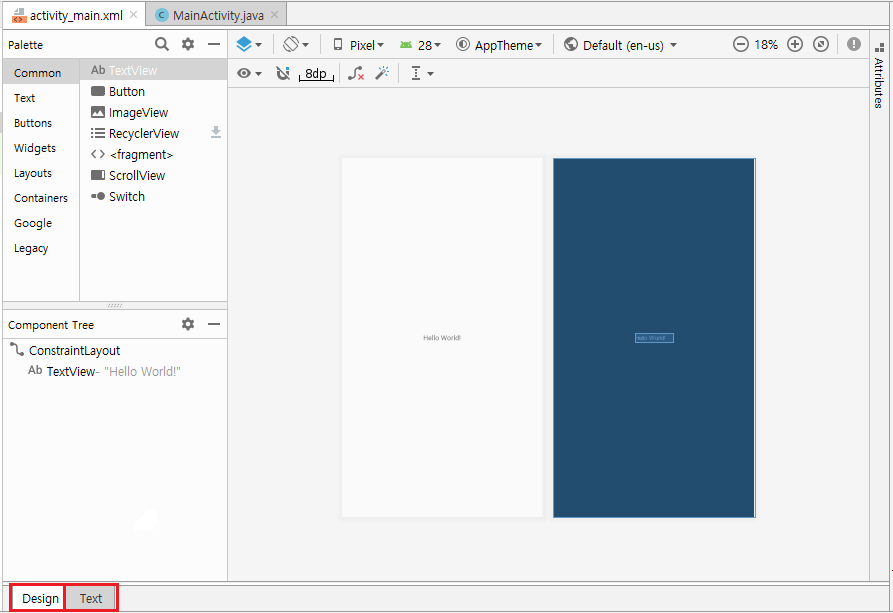 activity_main.xml MainActivity.java
Palette
Pixel 28 AppTheme Default (en-us) 18%
8dp
Attributes
Common
Text
Buttons
Widgets
Layouts
Containers
Google
Legacy
Ab TextView
Button
ImageView
RecyclerView
<fragment>
ScrollView
Switch
Component Tree
ConstraintLayout
Ab TextView- "Hello World!"
Hello World!
Hello World!
Design Text